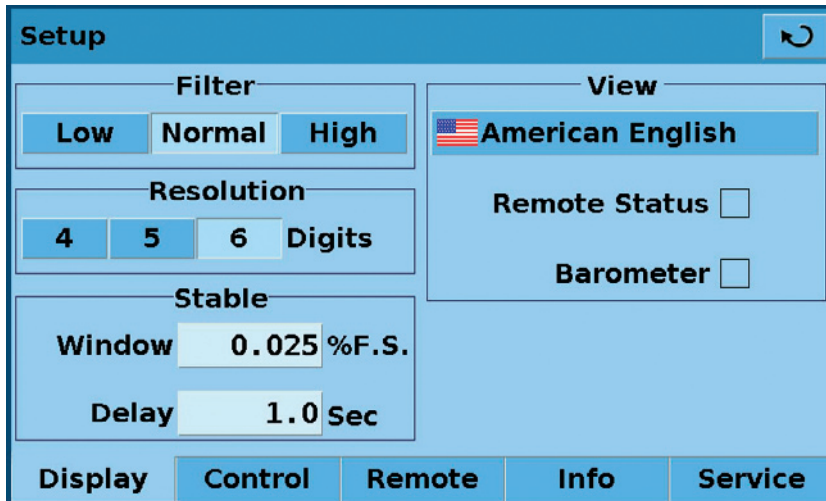 Setup
Filter
Low Normal High
Resolution
4 5 6 Digits
Stable
Window 0.025 %F.S.
Delay 1.0 Sec
View
American English
Remote Status
Barometer
Display Control Remote Info Service